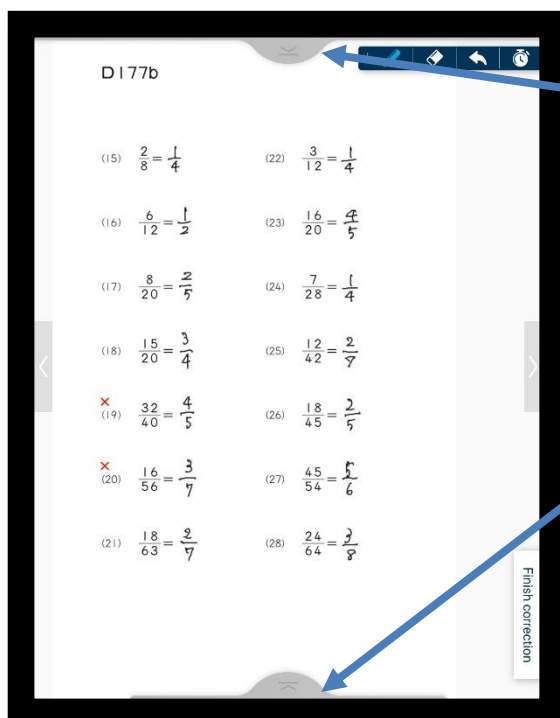 D177b
(15) 2/8 = 1/4
(16) 6/12 = 1/2
(17) 8/20 = 2/5
(18) 15/20 = 3/4
×
(19) 32/40 = 4/5
×
(20) 16/56 = 3/7
(21) 18/63 = 2/7
(22) 3/12 = 1/4
(23) 16/20 = 4/5
(24) 7/28 = 1/4
(25) 12/42 = 2/7
(26) 18/45 = 2/5
(27) 45/54 = 5/6
(28) 24/64 = 3/8
Finish correction